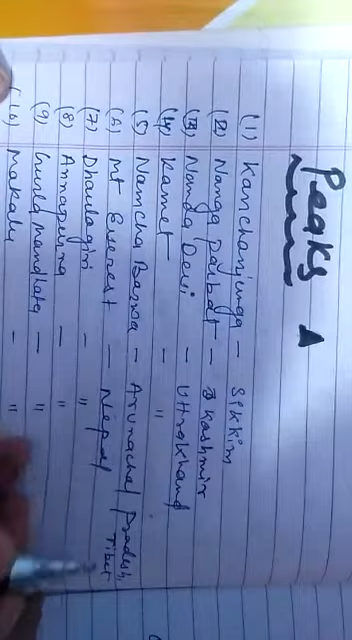 Peaks
(1) Kanchanjunga - Sikkim
(2) Nanga Parbat - J Kashmir
(3) Nanda Devi - Uttrakhand
(4) Kamet - "
(5) Namcha Barwa - Arunachal Pradesh, Tibet
(6) Mt Everest - Neepal
(7) Dhaulagiri - "
(8) Annapurna - "
(9) Gurla Mandhata - "
(10) Makalu - "